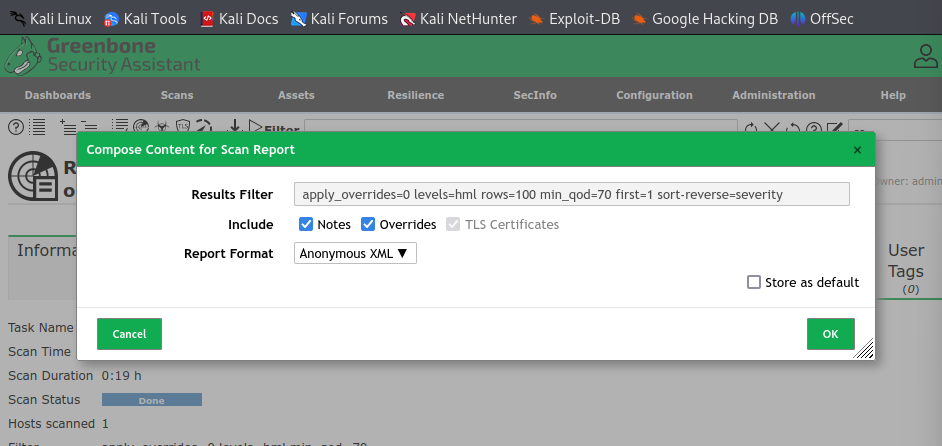 Kali Linux Kali Tools Kali Docs Kali Forums Kali NetHunter Exploit-DB Google Hacking DB OffSec
Greenbone
Security Assistant
Dashboards Scans Assets Resilience SecInfo Configuration Administration Help
Filter
Compose Content for Scan Report ×
Results Filter apply_overrides=0 levels=hml rows=100 min_qod=70 first=1 sort-reverse=severity
Include Notes Overrides TLS Certificates
Report Format Anonymous XML ▼
Store as default
Cancel OK
wner: admin
Informa
User
Tags
(0)
Task Name
Scan Time
Scan Duration 0:19 h
Scan Status Done
Hosts scanned 1